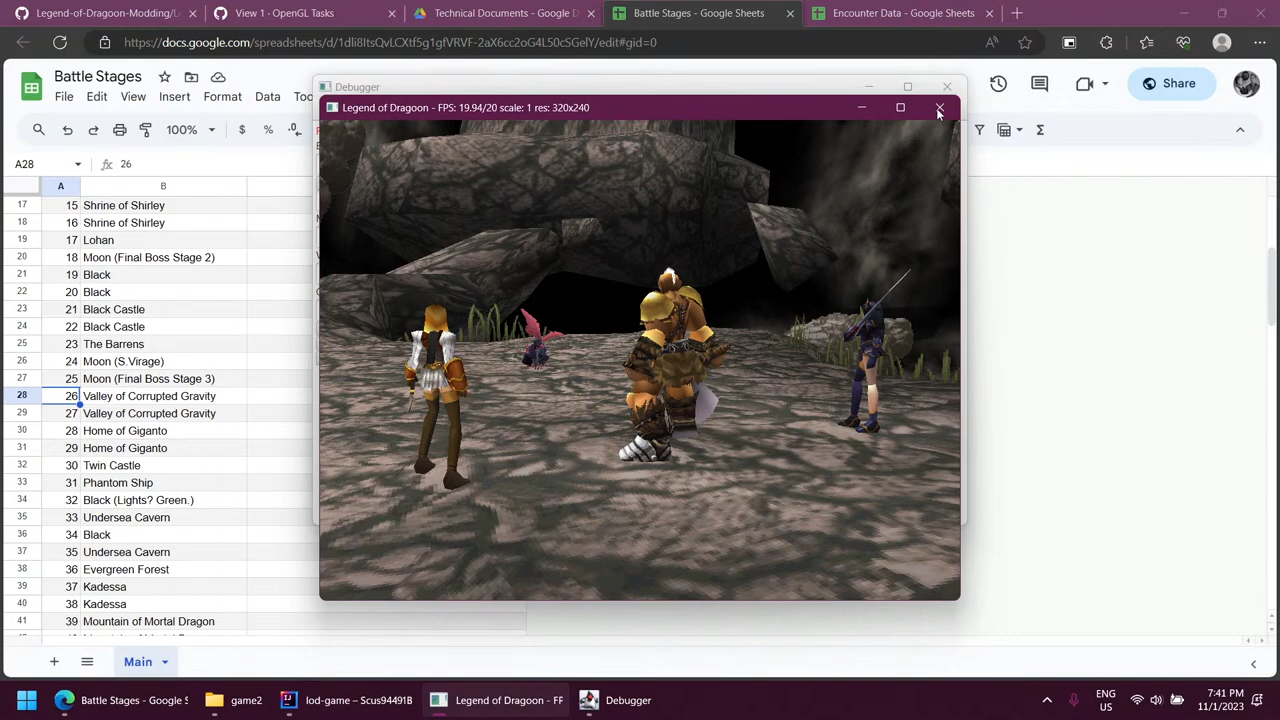 Legend-of-Dragoon-Modding/L
View 1 - OpenGL Tasks
Technical Documents - Google D
Battle Stages - Google Sheets
Encounter Data - Google Sheets
https://docs.google.com/spreadsheets/d/1dli8ItsQvLCXtf5g1gfVRVF-2aX6cc2oG4L50cSGelY/edit#gid=0
Battle Stages
File Edit View Insert Format Data
Share
100% $ %
A28 fx 26
Debugger
Legend of Dragoon - FPS: 19.94/20 scale: 1 res: 320x240
A B
17 15 Shrine of Shirley
18 16 Shrine of Shirley
19 17 Lohan
20 18 Moon (Final Boss Stage 2)
21 19 Black
22 20 Black
23 21 Black Castle
24 22 Black Castle
25 23 The Barrens
26 24 Moon (S.Virage)
27 25 Moon (Final Boss Stage 3)
28 26 Valley of Corrupted Gravity
29 27 Valley of Corrupted Gravity
30 28 Home of Giganto
31 29 Home of Giganto
32 30 Twin Castle
33 31 Phantom Ship
34 32 Black (Lights? Green.)
35 33 Undersea Cavern
36 34 Black
37 35 Undersea Cavern
38 36 Evergreen Forest
39 37 Kadessa
40 38 Kadessa
41 39 Mountain of Mortal Dragon
Main
Battle Stages - Google S
game2
lod-game – Scus94491B
Legend of Dragoon - FP
Debugger
ENG
US
7:41 PM
11/1/2023